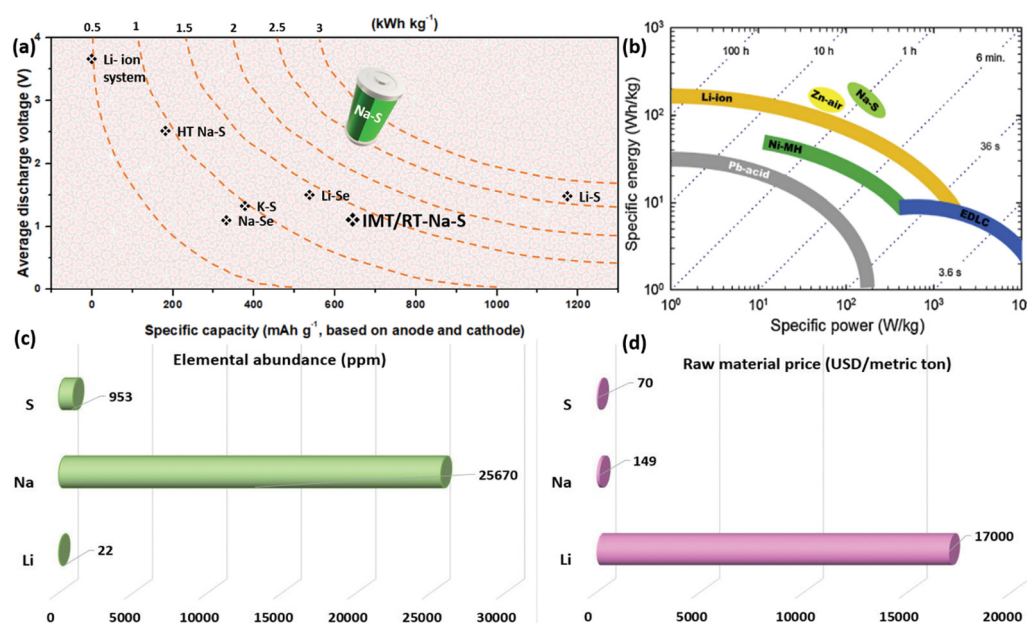 0.5 1 1.5 2 2.5 3 (kWh kg⁻¹)
(a)
4
3
2
1
0
Average discharge voltage (V)
Li- ion
system
HT Na-S
Na-S
K-S
Na-Se
Li-Se
IMT/RT-Na-S
Li-S
0 200 400 600 800 1000 1200
Specific capacity (mAh g⁻¹, based on anode and cathode)
(b)
10³
10²
10¹
10⁰
Specific energy (Wh/kg)
100 h 10 h 1 h 6 min.
36 s
3.6 s
Li-ion
Zn-air
Na-S
Ni-MH
Pb-acid
EDLC
10⁰ 10¹ 10² 10³ 10
Specific power (W/kg)
(c)
Elemental abundance (ppm)
S
953
Na
25670
Li
22
0 5000 10000 15000 20000 25000 30000
(d)
Raw material price (USD/metric ton)
S
70
Na
149
Li
17000
0 5000 10000 15000 20000